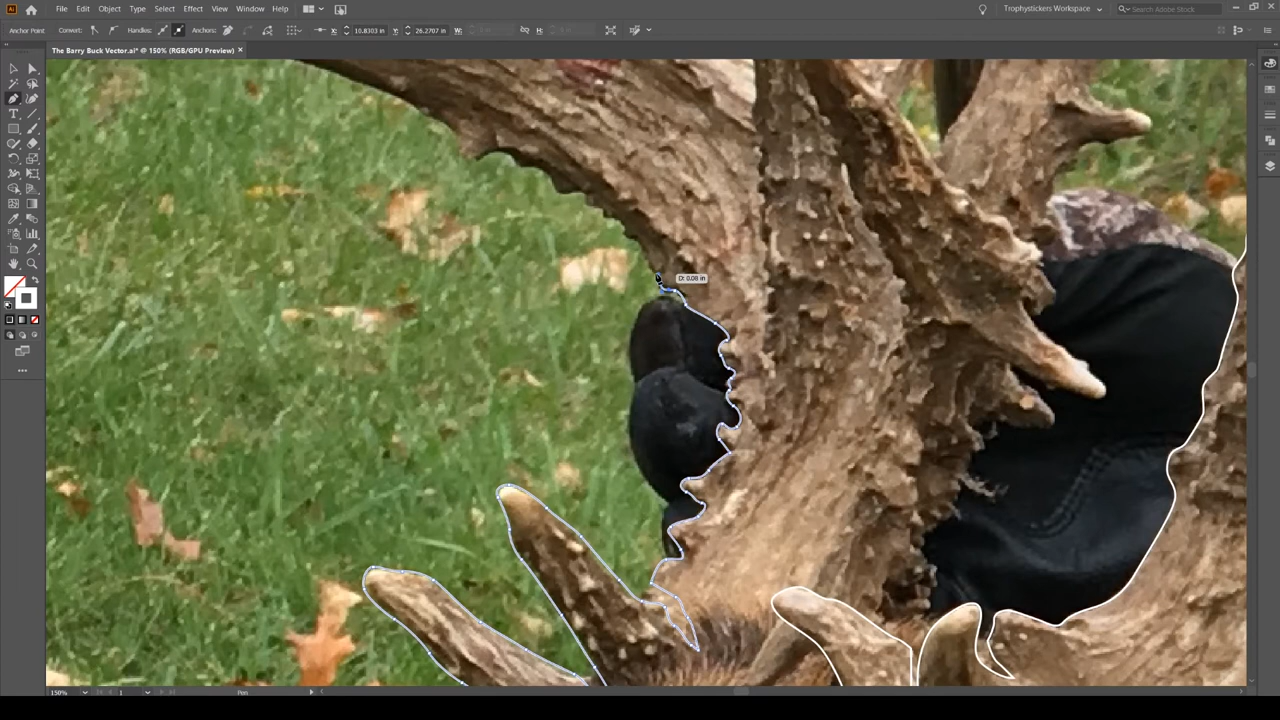 Ai File Edit Object Type Select Effect View Window Help Trophystickers Workspace Search Adobe Stock
Anchor Point Convert: Handles: Anchors: X: 10.8303 in Y: 26.2707 in W: H:
The Barry Buck Vector.ai* @ 150% (RGB/GPU Preview) ×
D: 0.08 in
150% 1 Pen